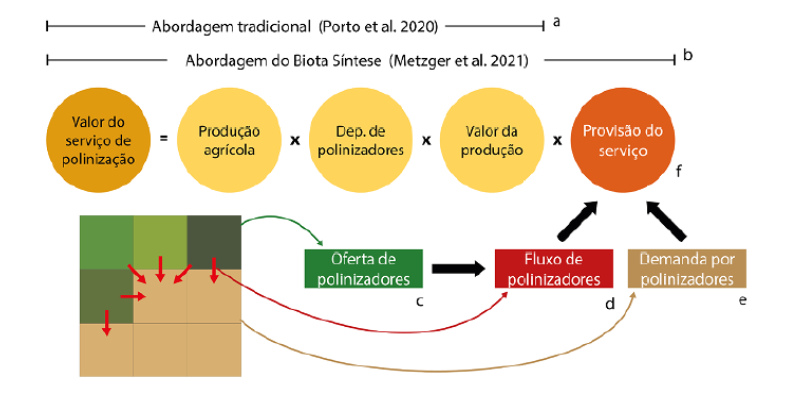 Abordagem tradicional (Porto et al. 2020)
a
Abordagem do Biota Síntese (Metzger et al. 2021)
b
Valor do
serviço de
polinização
=
Produção
agrícola
x
Dep. de
polinizadores
x
Valor da
produção
x
Provisão do
serviço
f
Oferta de
polinizadores
c
Fluxo de
polinizadores
d
Demanda por
polinizadores
e